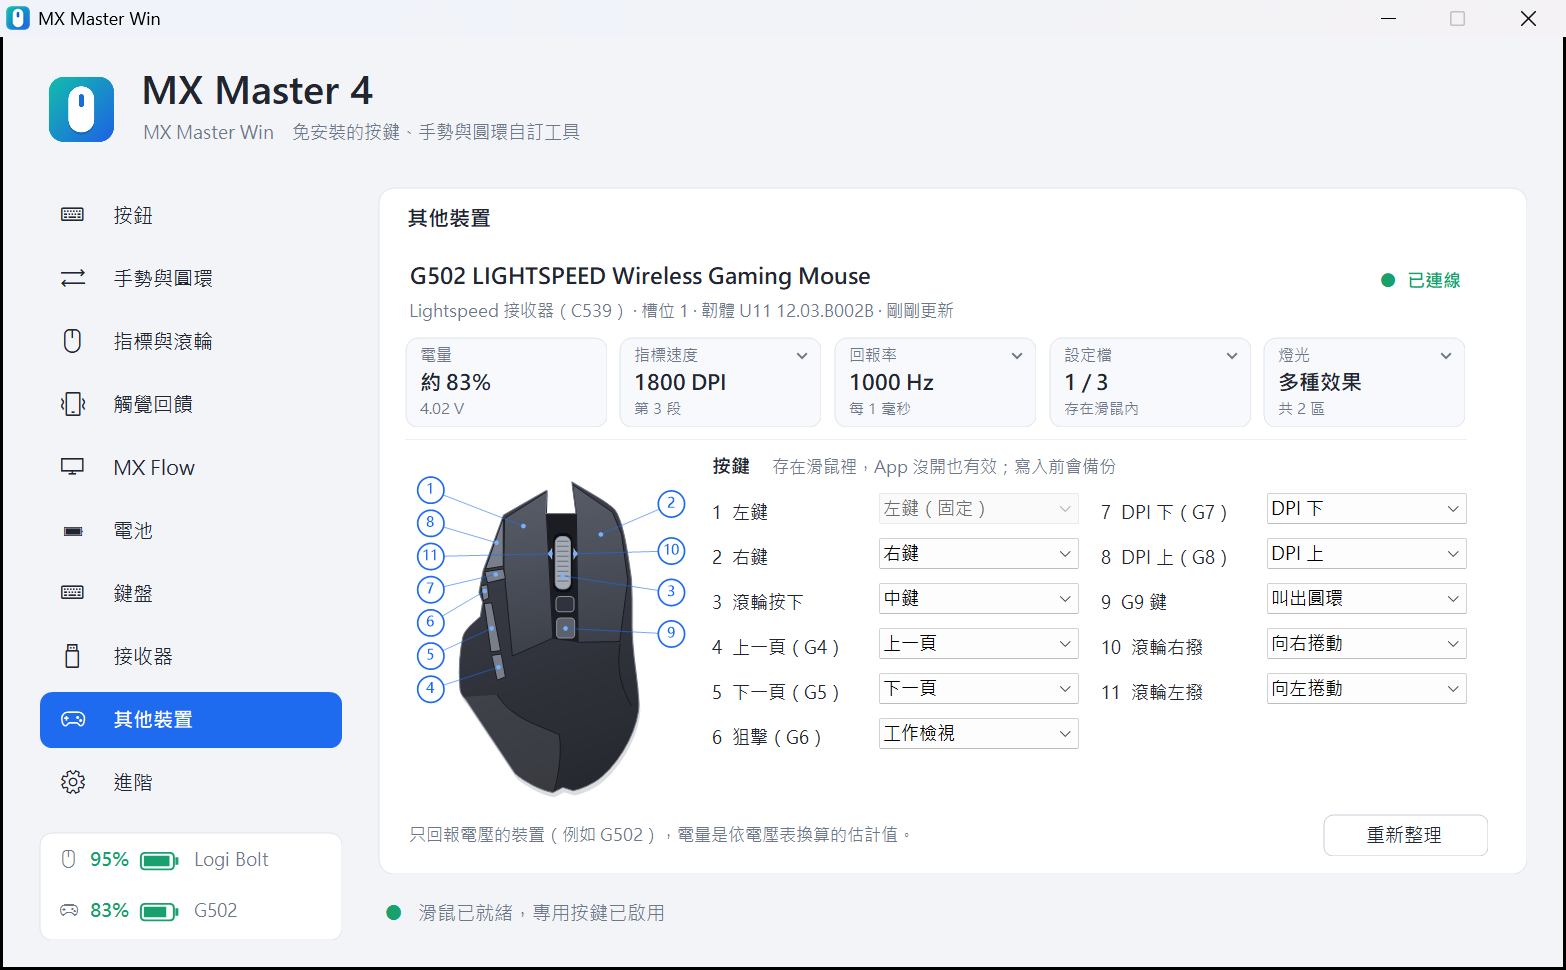 MX Master Win
MX Master 4
MX Master Win 免安裝的按鍵、手勢與圓環自訂工具
按鈕
手勢與圓環
指標與滾輪
觸覺回饋
MX Flow
電池
鍵盤
接收器
其他裝置
進階
95% Logi Bolt
83% G502
其他裝置
G502 LIGHTSPEED Wireless Gaming Mouse
已連線
Lightspeed 接收器（C539）· 槽位 1 · 韌體 U11 12.03.B002B · 剛剛更新
電量
約 83%
4.02 V
指標速度
1800 DPI
第 3 段
回報率
1000 Hz
每 1 毫秒
設定檔
1 / 3
存在滑鼠內
燈光
多種效果
共 2 區
1
8
11
7
6
5
4
2
10
3
9
按鍵 存在滑鼠裡，App 沒開也有效；寫入前會備份
1 左鍵 左鍵（固定）
2 右鍵 右鍵
3 滾輪按下 中鍵
4 上一頁（G4） 上一頁
5 下一頁（G5） 下一頁
6 狙擊（G6） 工作檢視
7 DPI 下（G7） DPI 下
8 DPI 上（G8） DPI 上
9 G9 鍵 叫出圓環
10 滾輪右撥 向右捲動
11 滾輪左撥 向左捲動
只回報電壓的裝置（例如 G502），電量是依電壓表換算的估計值。
重新整理
滑鼠已就緒，專用按鍵已啟用